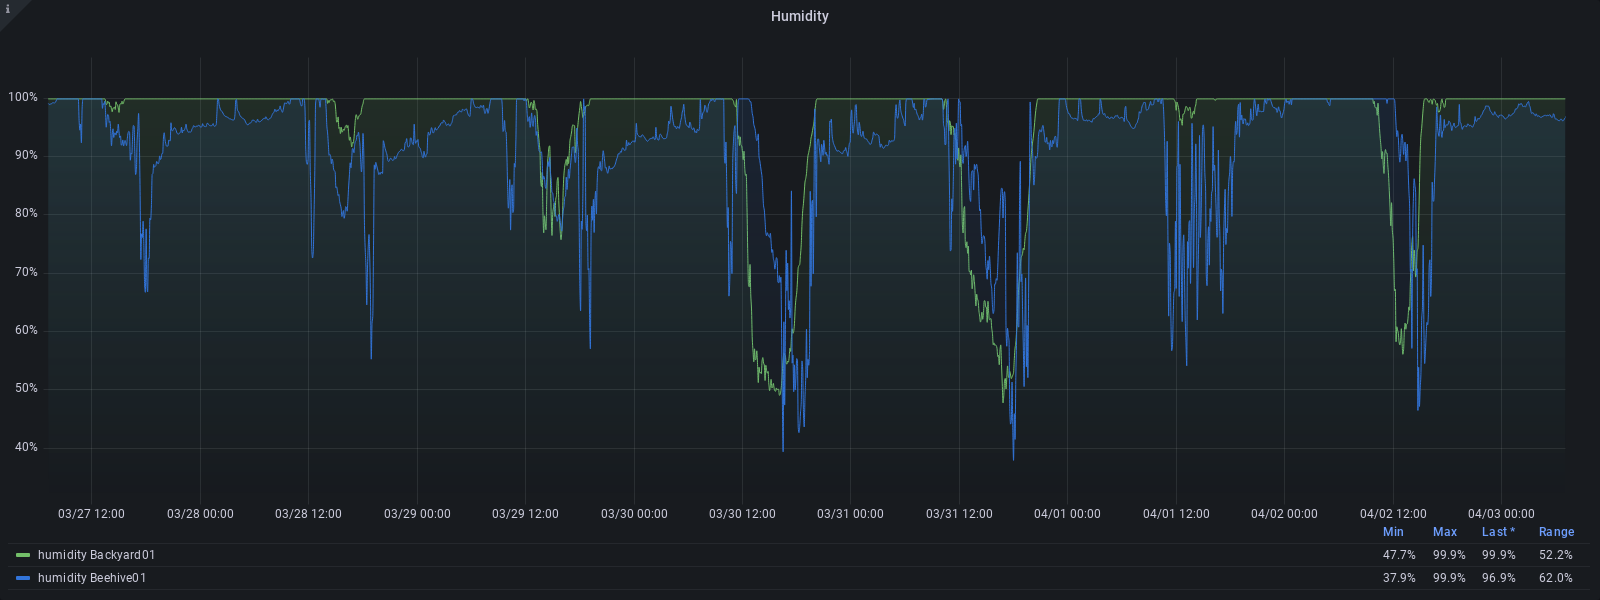 i
Humidity
100%
90%
80%
70%
60%
50%
40%
03/27 12:00 03/28 00:00 03/28 12:00 03/29 00:00 03/29 12:00 03/30 00:00 03/30 12:00 03/31 00:00 03/31 12:00 04/01 00:00 04/01 12:00 04/02 00:00 04/02 12:00 04/03 00:00
Min Max Last * Range
humidity Backyard01 47.7% 99.9% 99.9% 52.2%
humidity Beehive01 37.9% 99.9% 96.9% 62.0%